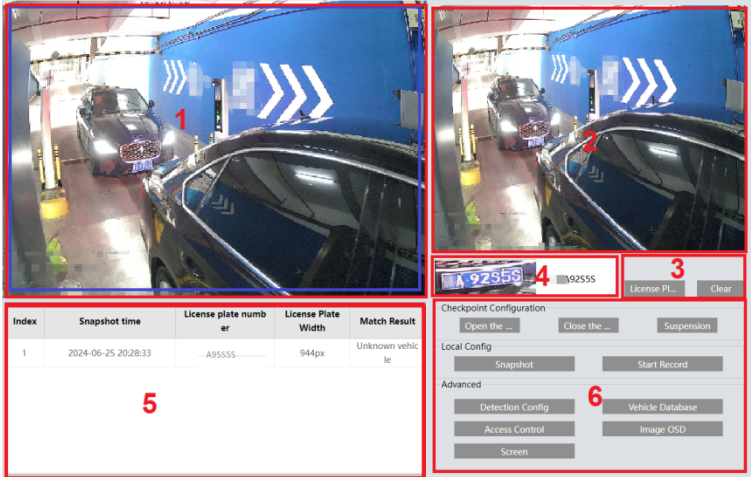 1
2
A·92S5S
4
A92S5S
3
License Pl...
Clear
Index
Snapshot time
License plate numb
er
License Plate
Width
Match Result
1
2024-06-25 20:28:33
A95S5S
944px
Unknown vehic
le
5
Checkpoint Configuration
Open the ...
Close the ...
Suspension
Local Config
Snapshot
Start Record
Advanced
6
Detection Config
Vehicle Database
Access Control
Image OSD
Screen